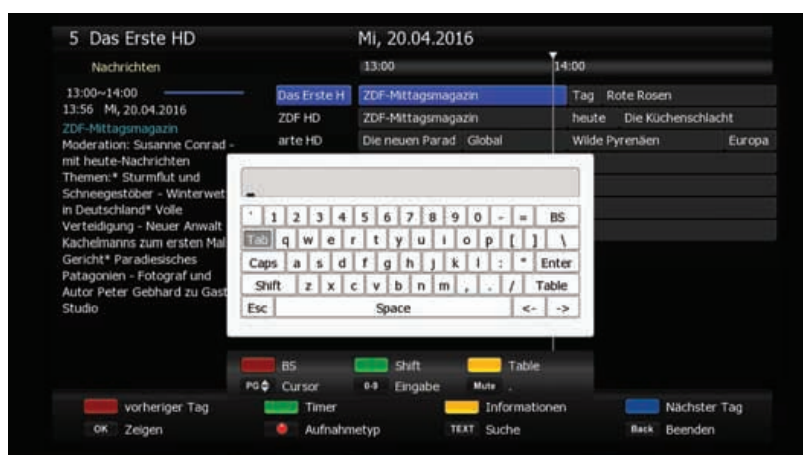 5 Das Erste HD Mi, 20.04.2016
Nachrichten 13:00 14:00
13:00~14:00
13:56 Mi, 20.04.2016
ZDF-Mittagsmagazin
Moderation: Susanne Conrad -
mit heute-Nachrichten
Themen:* Sturmflut und
Schneegestöber - Winterwet
in Deutschland* Volle
Verteidigung - Neuer Anwalt
Kachelmanns zum ersten Mal
Gericht* Paradiesisches
Patagonien - Fotograf und
Autor Peter Gebhard zu Gast
Studio
Das Erste H ZDF-Mittagsmagazin Tag Rote Rosen
ZDF HD ZDF-Mittagsmagazin heute Die Küchenschlacht
arte HD Die neuen Parad Global Wilde Pyrenäen Europa
_
` 1 2 3 4 5 6 7 8 9 0 - = BS
Tab q w e r t y u i o p [ ] \
Caps a s d f g h j k l : " Enter
Shift z x c v b n m , . / Table
Esc Space <- ->
BS Shift Table
PG Cursor 0-9 Eingabe Mute .
vorheriger Tag Timer Informationen Nächster Tag
OK Zeigen Aufnahmetyp TEXT Suche Back Beenden